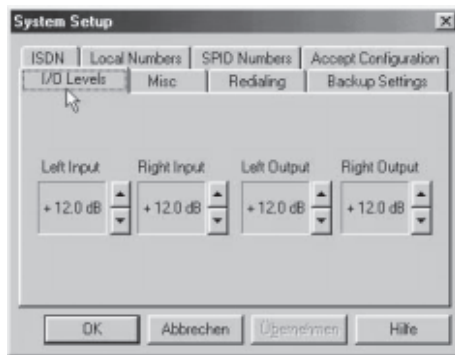 System Setup
ISDN Local Numbers SPID Numbers Accept Configuration
I/O Levels Misc Redialing Backup Settings
Left Input Right Input Left Output Right Output
+ 12.0 dB + 12.0 dB + 12.0 dB + 12.0 dB
OK Abbrechen Übernehmen Hilfe